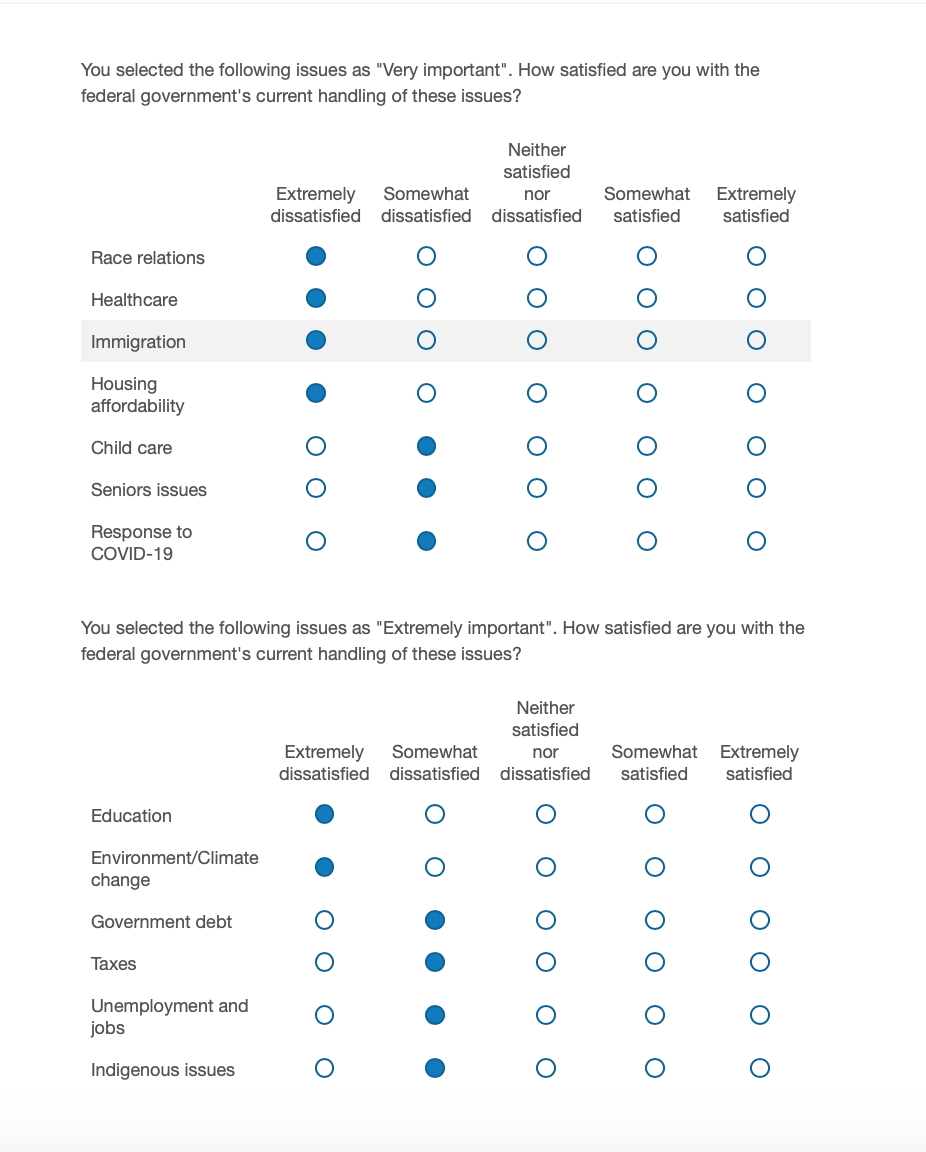 You selected the following issues as "Very important". How satisfied are you with the
federal government's current handling of these issues?
Extremely dissatisfied
Somewhat dissatisfied
Neither satisfied nor dissatisfied
Somewhat satisfied
Extremely satisfied
Race relations
Healthcare
Immigration
Housing
affordability
Child care
Seniors issues
Response to
COVID-19
You selected the following issues as "Extremely important". How satisfied are you with the
federal government's current handling of these issues?
Extremely dissatisfied
Somewhat dissatisfied
Neither satisfied nor dissatisfied
Somewhat satisfied
Extremely satisfied
Education
Environment/Climate
change
Government debt
Taxes
Unemployment and
jobs
Indigenous issues